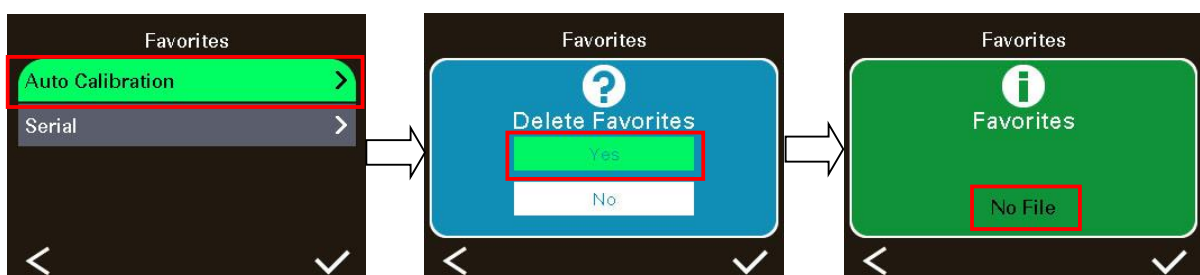 Favorites
Auto Calibration
Serial
Favorites
Delete Favorites
Yes
No
Favorites
Favorites
No File